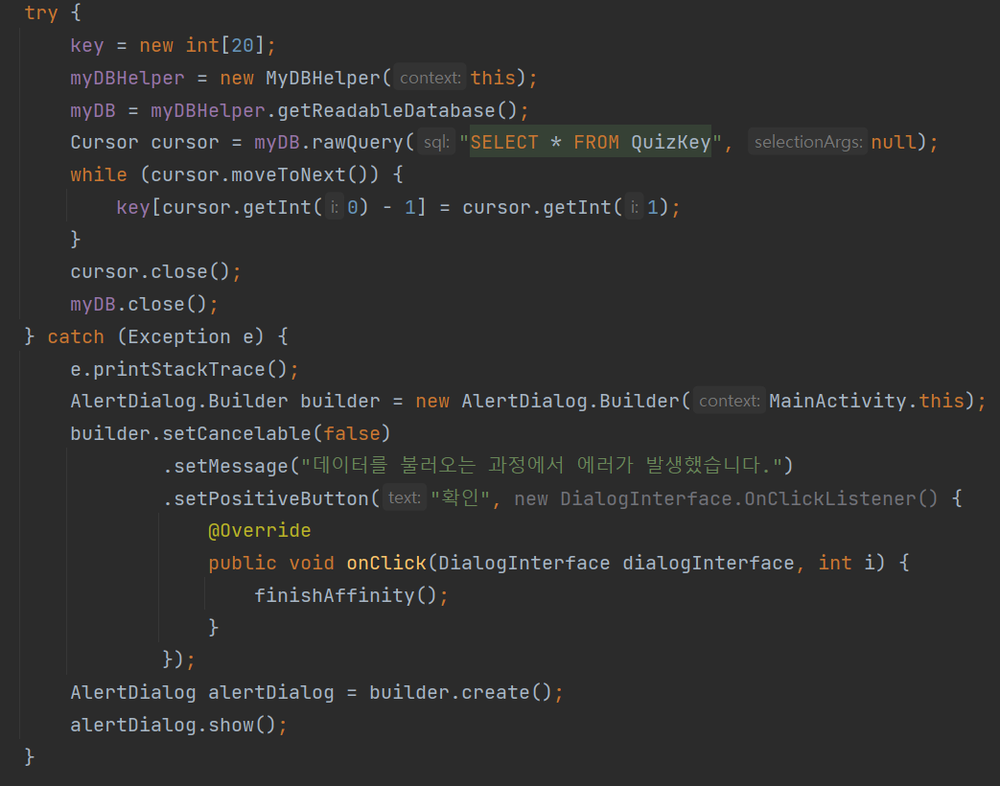 try {
    key = new int[20];
    myDBHelper = new MyDBHelper( context: this);
    myDB = myDBHelper.getReadableDatabase();
    Cursor cursor = myDB.rawQuery( sql: "SELECT * FROM QuizKey", selectionArgs: null);
    while (cursor.moveToNext()) {
        key[cursor.getInt( i: 0) - 1] = cursor.getInt( i: 1);
    }
    cursor.close();
    myDB.close();
} catch (Exception e) {
    e.printStackTrace();
    AlertDialog.Builder builder = new AlertDialog.Builder( context: MainActivity.this);
    builder.setCancelable(false)
            .setMessage("데이터를 불러오는 과정에서 에러가 발생했습니다.")
            .setPositiveButton( text: "확인", new DialogInterface.OnClickListener() {
                @Override
                public void onClick(DialogInterface dialogInterface, int i) {
                    finishAffinity();
                }
            });
    AlertDialog alertDialog = builder.create();
    alertDialog.show();
}